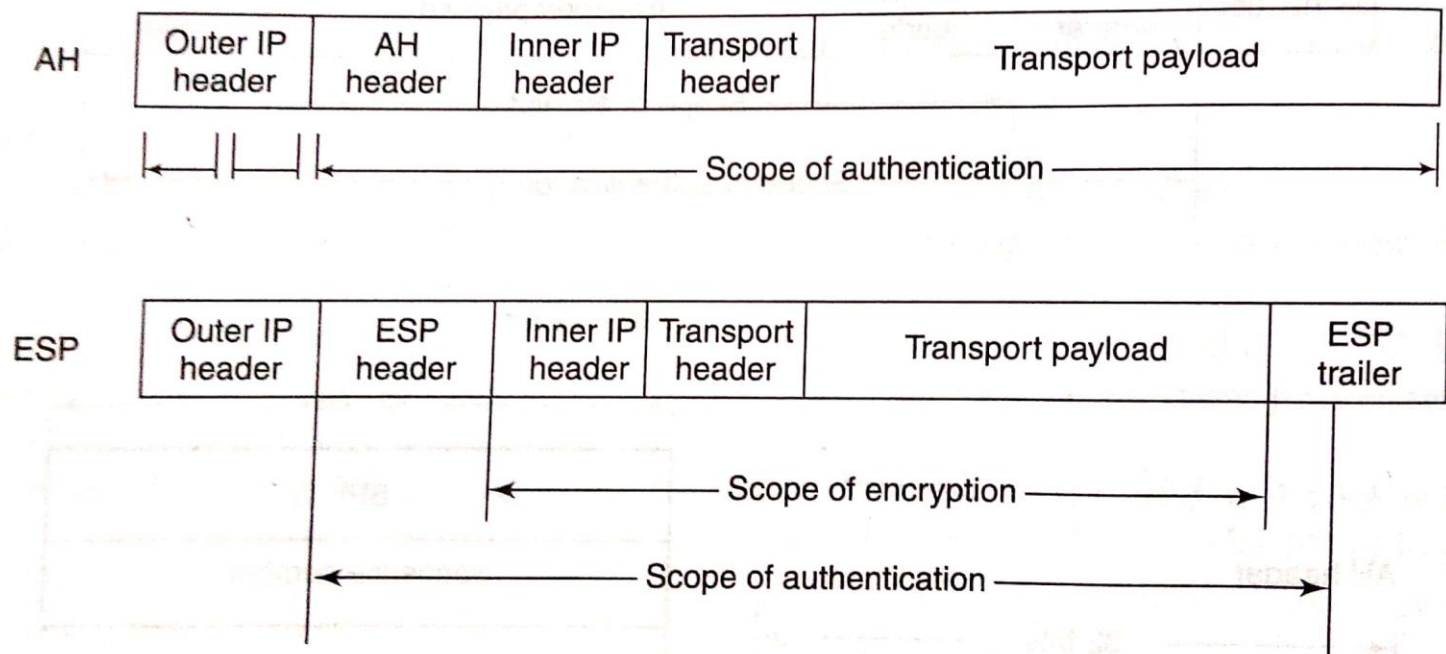 AH
Outer IP
header
AH
header
Inner IP
header
Transport
header
Transport payload
Scope of authentication
ESP
Outer IP
header
ESP
header
Inner IP
header
Transport
header
Transport payload
ESP
trailer
Scope of encryption
Scope of authentication